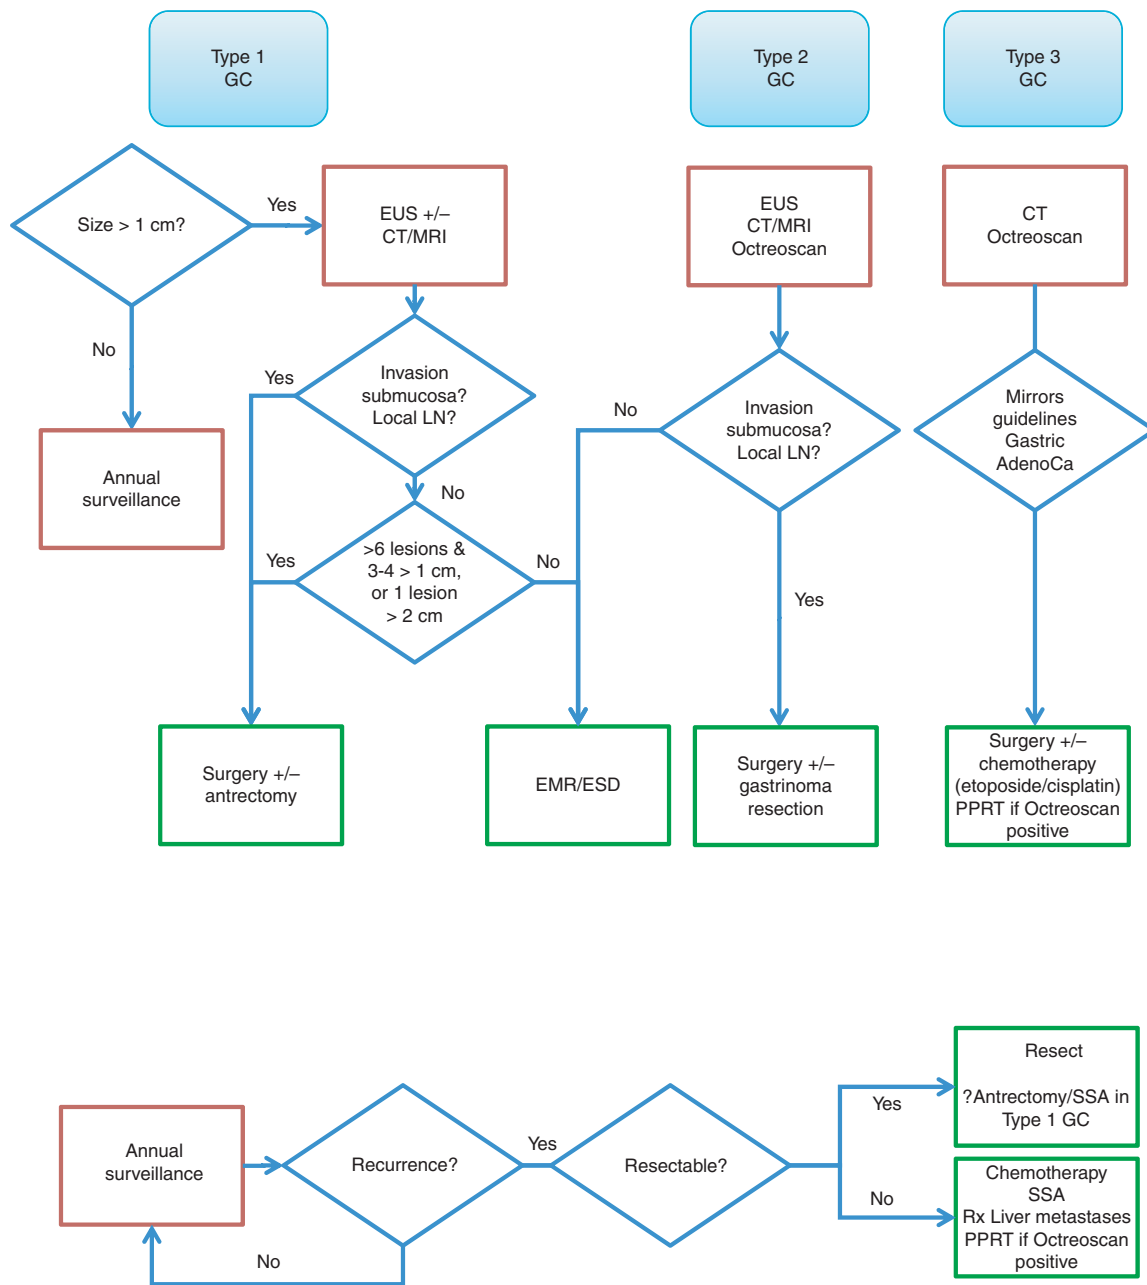 Type 1
GC
Type 2
GC
Type 3
GC
Size > 1 cm?
Yes
EUS +/–
CT/MRI
EUS
CT/MRI
Octreoscan
CT
Octreoscan
No
Yes
Invasion
submucosa?
Local LN?
No
Invasion
submucosa?
Local LN?
Mirrors
guidelines
Gastric
AdenoCa
Annual
surveillance
No
Yes
>6 lesions &
3-4 > 1 cm,
or 1 lesion
> 2 cm
No
Yes
Surgery +/–
antrectomy
EMR/ESD
Surgery +/–
gastrinoma
resection
Surgery +/–
chemotherapy
(etoposide/cisplatin)
PPRT if Octreoscan
positive
Annual
surveillance
Recurrence?
Yes
Resectable?
Yes
Resect
?Antrectomy/SSA in
Type 1 GC
No
Chemotherapy
SSA
Rx Liver metastases
PPRT if Octreoscan
positive
No